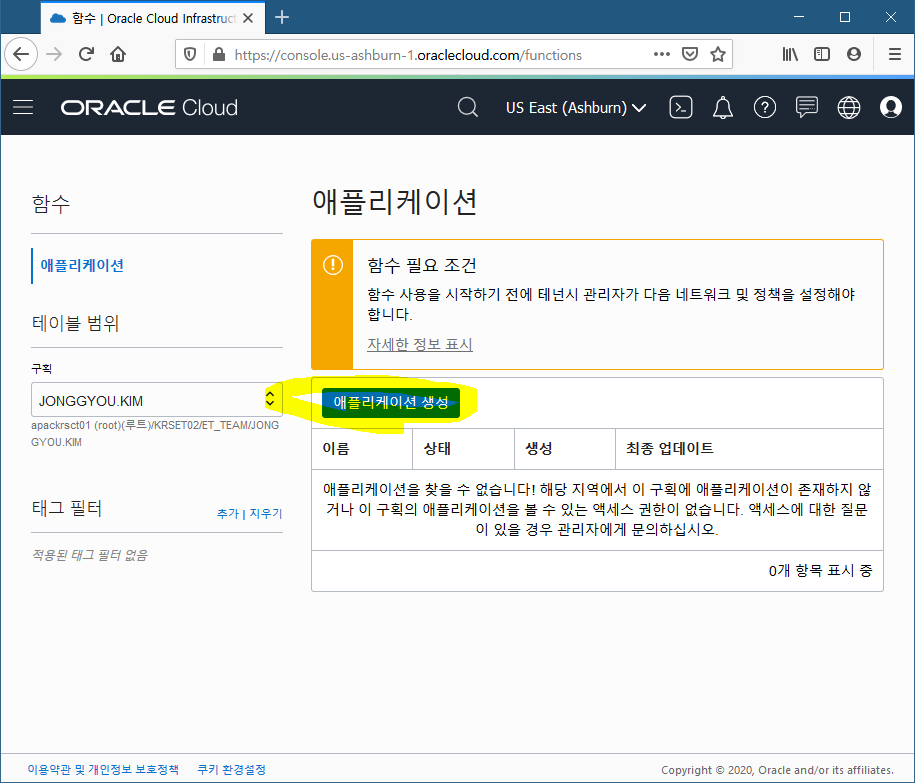 함수 | Oracle Cloud Infrastruct
https://console.us-ashburn-1.oraclecloud.com/functions
ORACLE Cloud
US East (Ashburn)
함수
애플리케이션
테이블 범위
구획
JONGGYOU.KIM
apackrsct01 (root)(루트)/KRSET02/ET_TEAM/JONG
GYOU.KIM
태그 필터
추가 | 지우기
적용된 태그 필터 없음
애플리케이션
함수 필요 조건
함수 사용을 시작하기 전에 테넌시 관리자가 다음 네트워크 및 정책을 설정해야
합니다.
자세한 정보 표시
애플리케이션 생성
이름 상태 생성 최종 업데이트
애플리케이션을 찾을 수 없습니다! 해당 지역에서 이 구획에 애플리케이션이 존재하지 않
거나 이 구획의 애플리케이션을 볼 수 있는 액세스 권한이 없습니다. 액세스에 대한 질문
이 있을 경우 관리자에게 문의하십시오.
0개 항목 표시 중
이용약관 및 개인정보 보호정책 쿠키 환경설정
Copyright © 2020, Oracle and/or its affiliates.